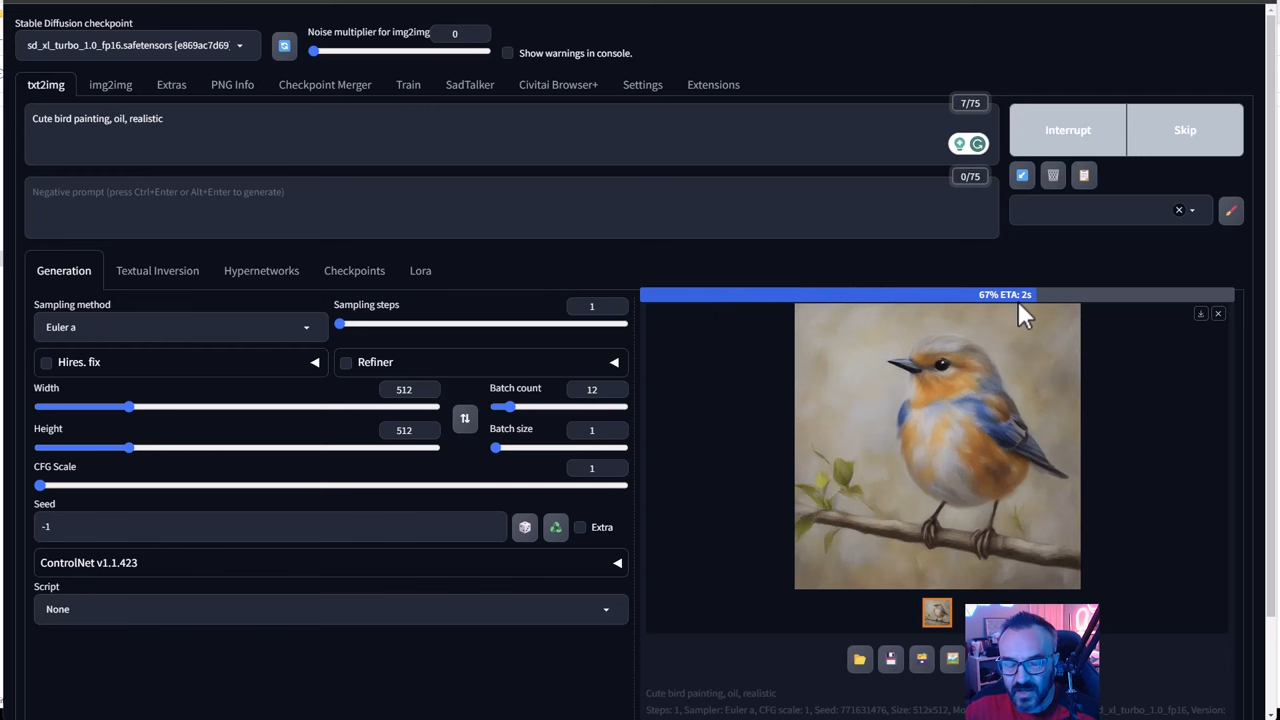 Stable Diffusion checkpoint
sd_xl_turbo_1.0_fp16.safetensors [e869ac7d69
Noise multiplier for img2img
0
Show warnings in console.
txt2img
img2img
Extras
PNG Info
Checkpoint Merger
Train
SadTalker
Civitai Browser+
Settings
Extensions
7/75
Cute bird painting, oil, realistic
Interrupt
Skip
0/75
Negative prompt (press Ctrl+Enter or Alt+Enter to generate)
Generation
Textual Inversion
Hypernetworks
Checkpoints
Lora
67% ETA: 2s
Sampling method
Euler a
Sampling steps
1
Hires. fix
Refiner
Width
512
Batch count
12
Height
512
Batch size
1
CFG Scale
1
Seed
-1
Extra
ControlNet v1.1.423
Script
None
Cute bird painting, oil, realistic
Steps: 1, Sampler: Euler a, CFG scale: 1, Seed: 771631476, Size: 512x512, Mo
d_xl_turbo_1.0_fp16, Version: